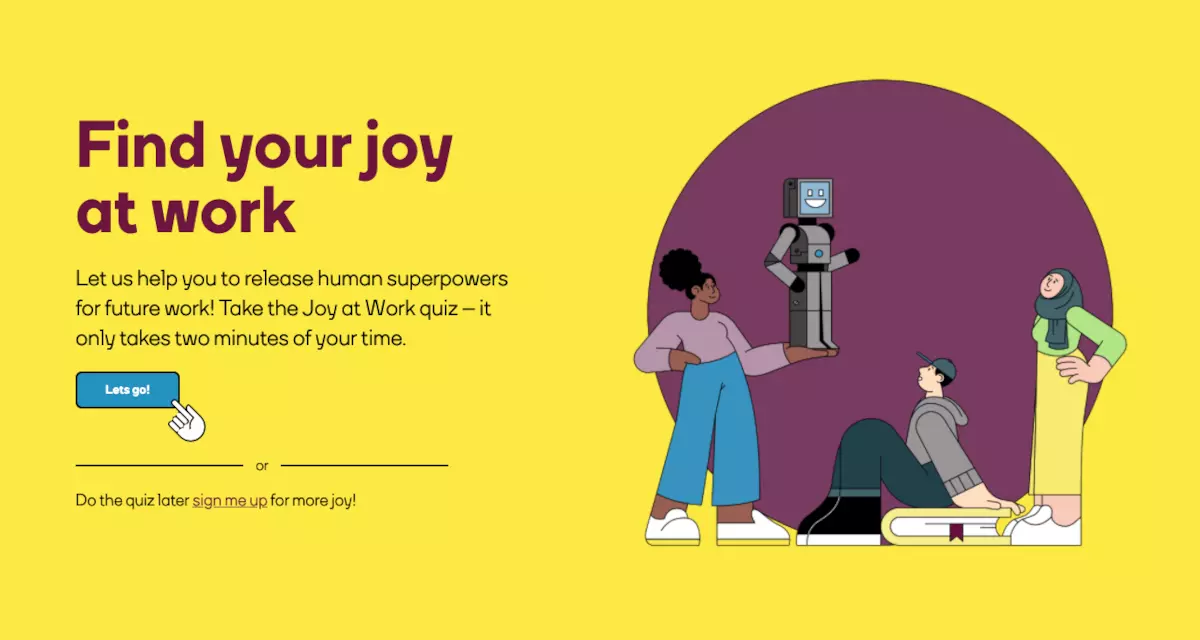 Find your joy
at work
Let us help you to release human superpowers
for future work! Take the Joy at Work quiz – it
only takes two minutes of your time.
Lets go!
or
Do the quiz later sign me up for more joy!